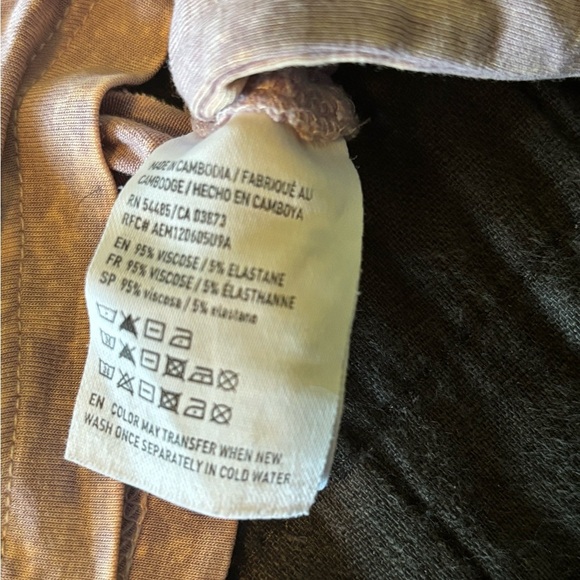 MADE IN CAMBODIA / FABRIQUÉ AU
CAMBODGE / HECHO EN CAMBOYA
RN 54485/CA 03873
RFC# AEM120605U9A
EN 95% VISCOSE / 5% ELASTANE
FR 95% VISCOSE / 5% ÉLASTHANNE
SP 95% viscosa / 5% elastano
EN COLOR MAY TRANSFER WHEN NEW.
WASH ONCE SEPARATELY IN COLD WATER